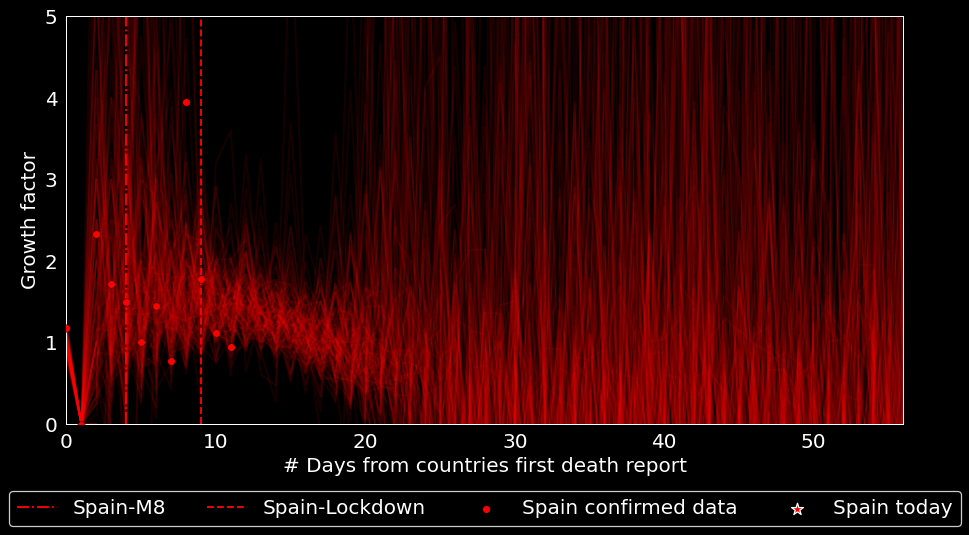 5
4
3
2
1
0
Growth factor
0 10 20 30 40 50
# Days from countries first death report
Spain-M8 Spain-Lockdown Spain confirmed data Spain today